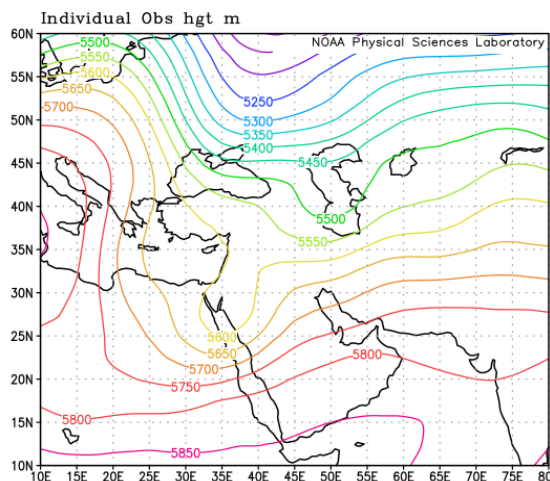 Individual Obs hgt m
NOAA Physical Sciences Laboratory
60N
55N
50N
45N
40N
35N
30N
25N
20N
15N
10N
5500
5550
5600
5650
5700
5250
5300
5350
5400
5450
5500
5550
5600
5650
5700
5750
5800
5800
5850
10E 15E 20E 25E 30E 35E 40E 45E 50E 55E 60E 65E 70E 75E 80